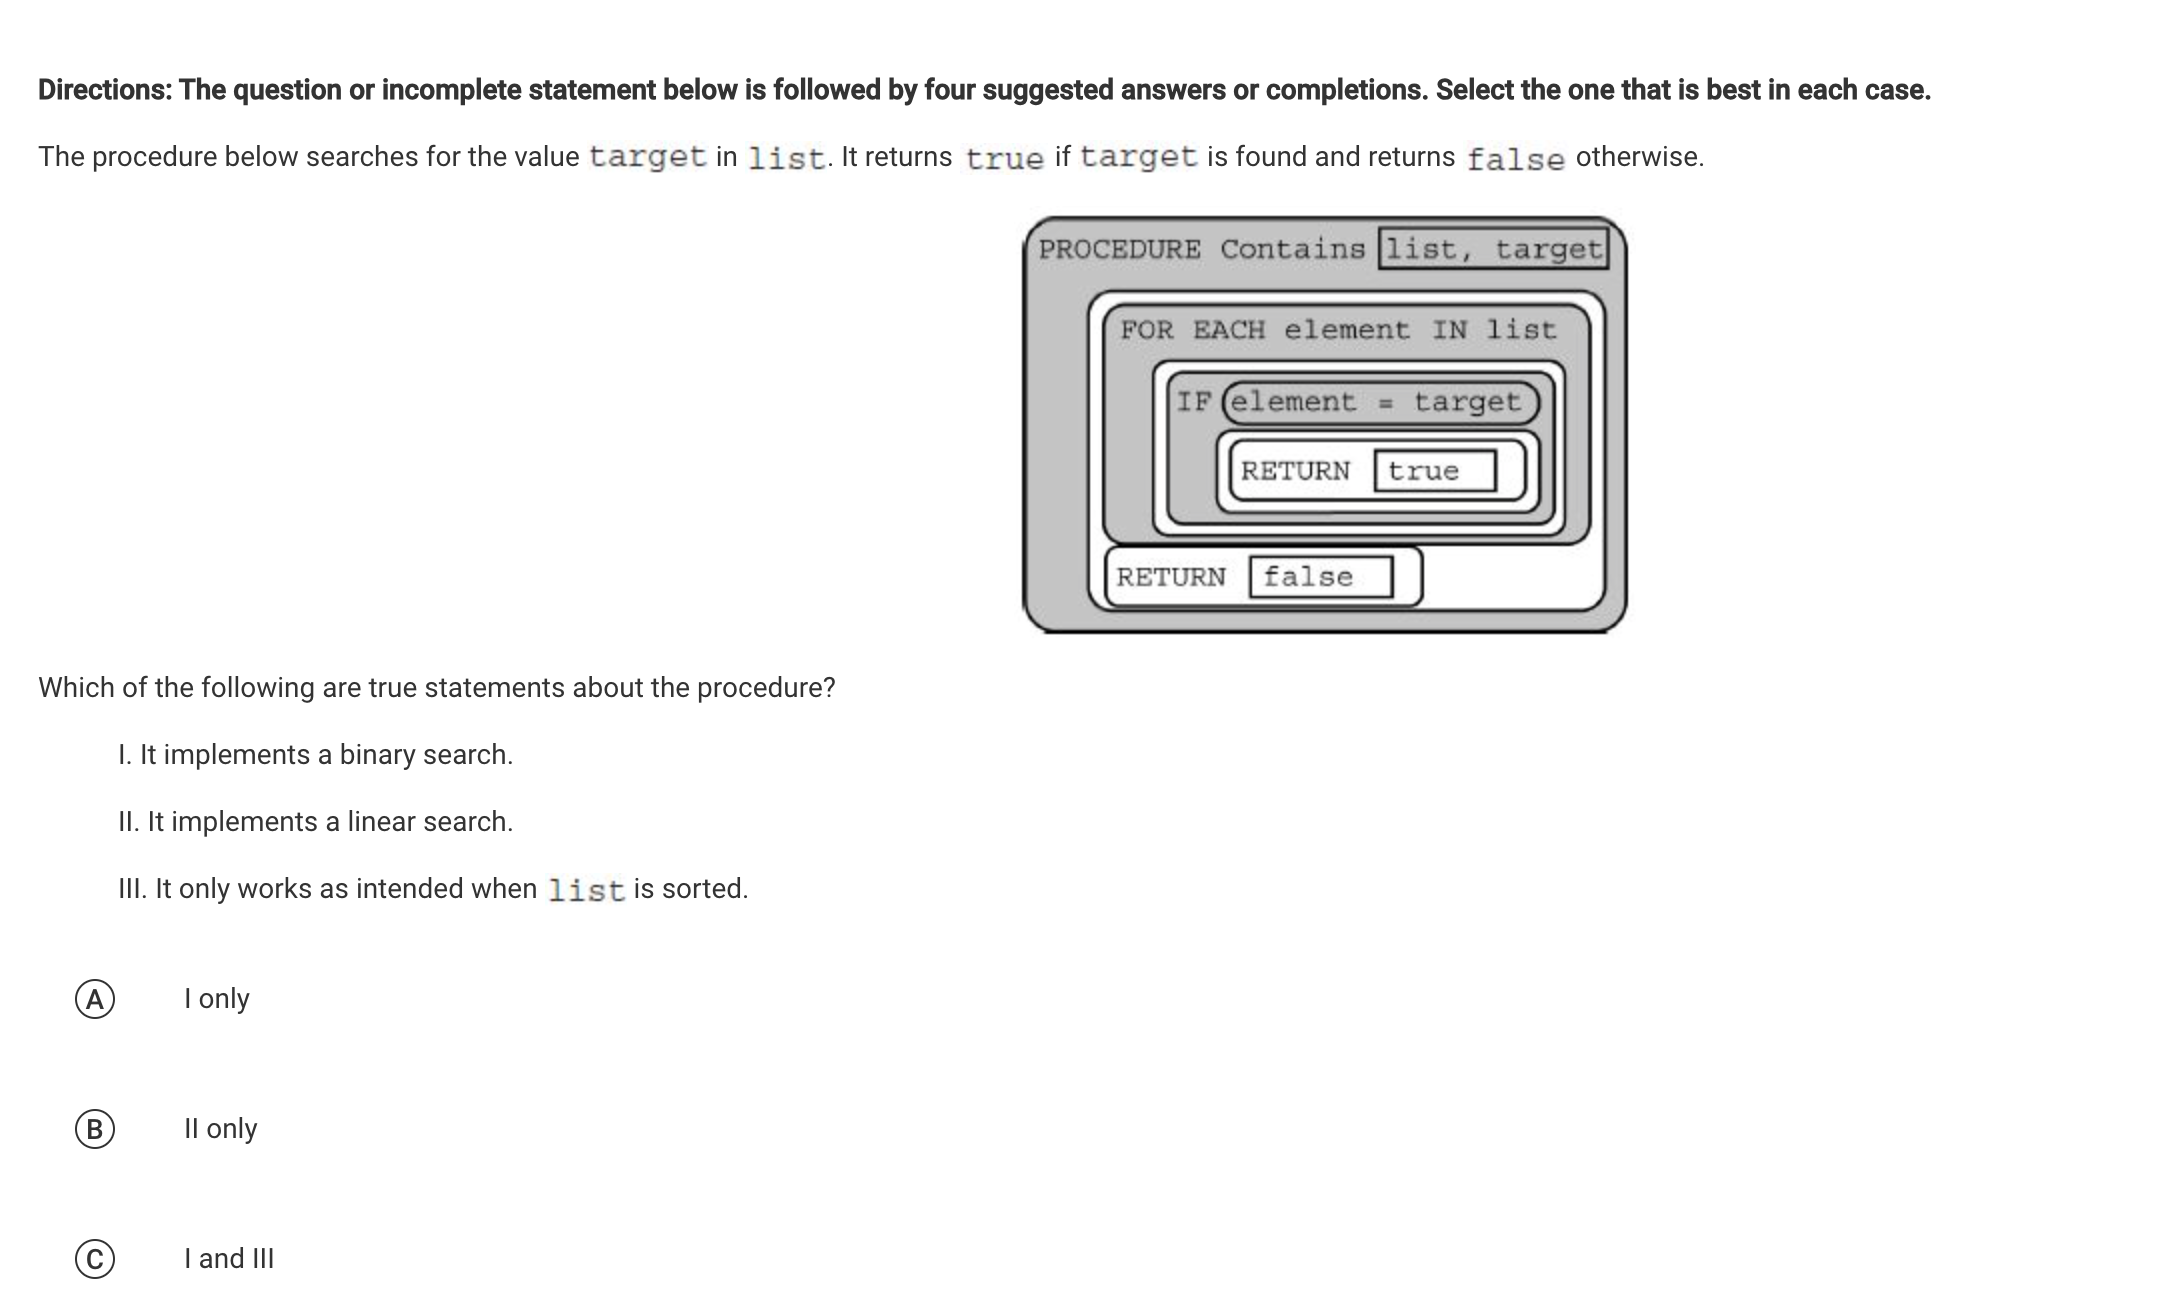 Directions: The question or incomplete statement below is followed by four suggested answers or completions. Select the one that is best in each case.
The procedure below searches for the value target in list. It returns true if target is found and returns false otherwise.
PROCEDURE Contains list, target
FOR EACH element IN list
IF element = target
RETURN true
RETURN false
Which of the following are true statements about the procedure?
I. It implements a binary search.
II. It implements a linear search.
III. It only works as intended when list is sorted.
A I only
B II only
C I and III